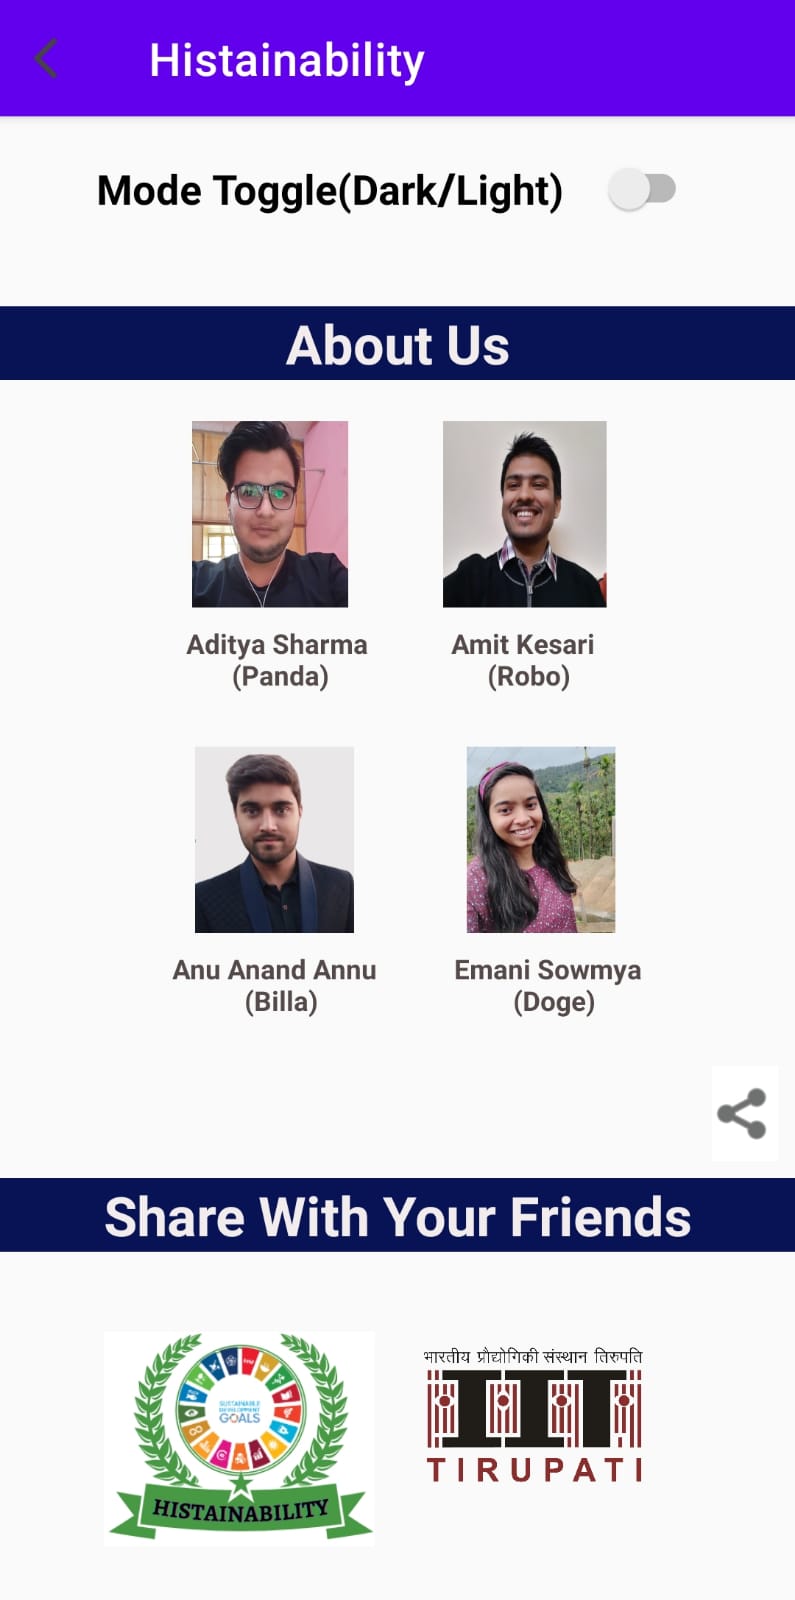 Histainability
Mode Toggle(Dark/Light)
About Us
Aditya Sharma
(Panda)
Amit Kesari
(Robo)
Anu Anand Annu
(Billa)
Emani Sowmya
(Doge)
Share With Your Friends
SUSTAINABLE
DEVELOPMENT
GOALS
HISTAINABILITY
भारतीय प्रौद्योगिकी संस्थान तिरुपति
IIT
TIRUPATI